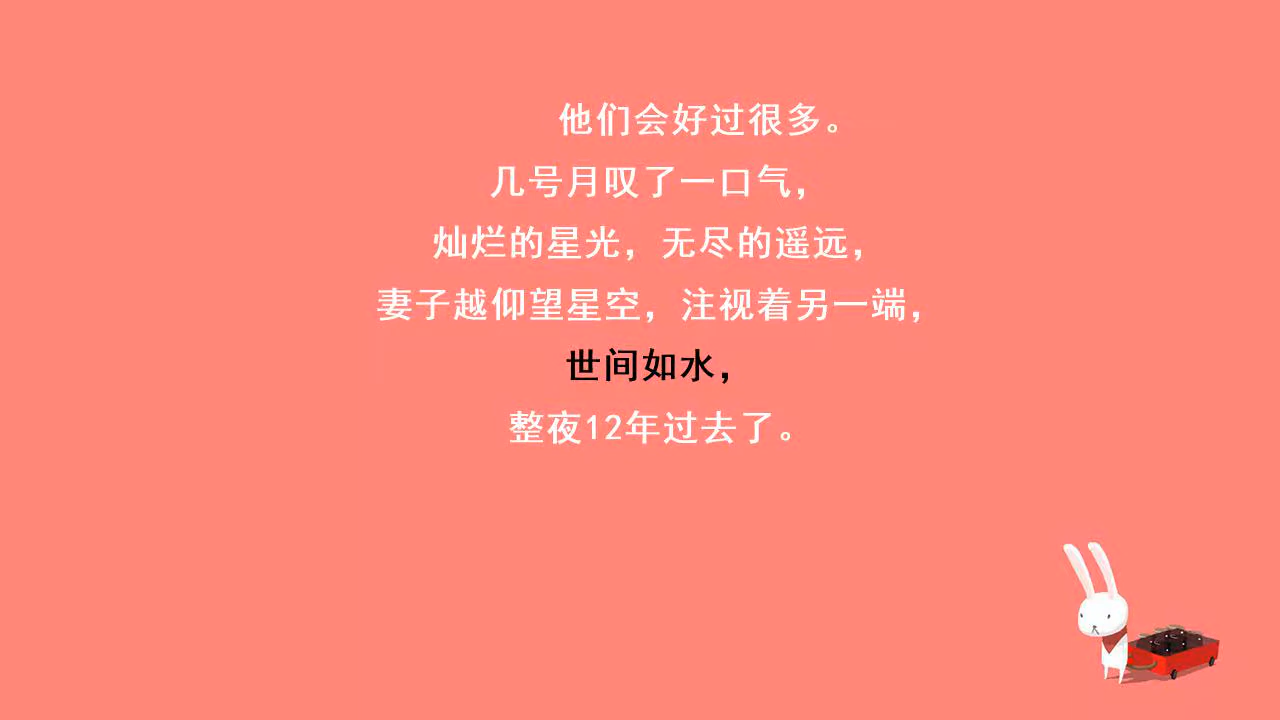 他们会好过很多。
几号月叹了一口气，
灿烂的星光，无尽的遥远，
妻子越仰望星空，注视着另一端，
世间如水，
整夜12年过去了。